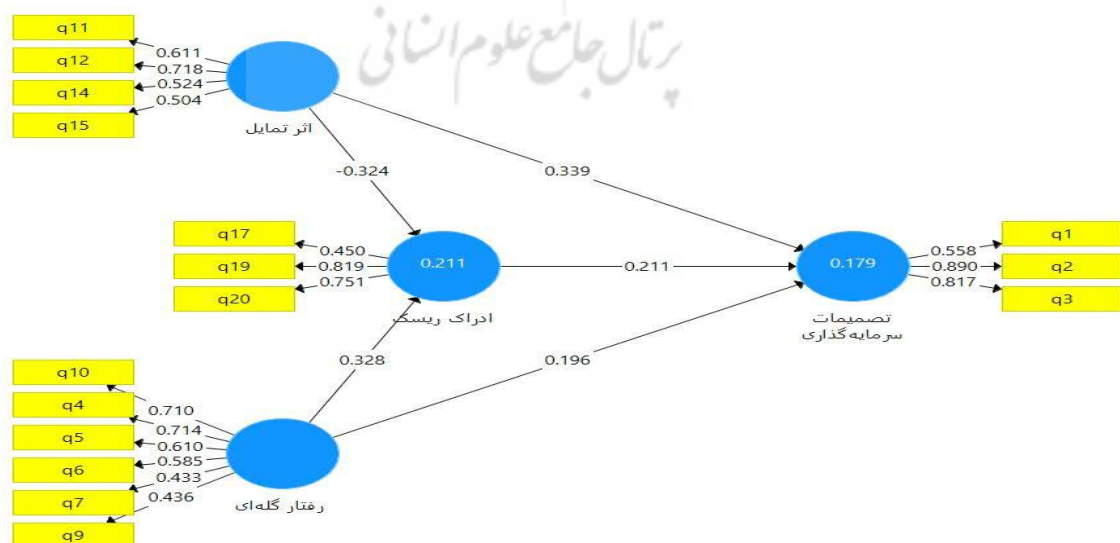 پرتال جامع علوم انسانی
q11
q12
q14
q15
0.611
0.718
0.524
0.504
اثر تمایل
-0.324
0.339
q17
q19
q20
0.450
0.819
0.751
0.211
ادراک ریسک
0.211
0.179
تصمیمات
سرمایه‌گذاری
0.558
0.890
0.817
q1
q2
q3
0.328
0.196
q10
q4
q5
q6
q7
q9
0.710
0.714
0.610
0.585
0.433
0.436
رفتار گله‌ای